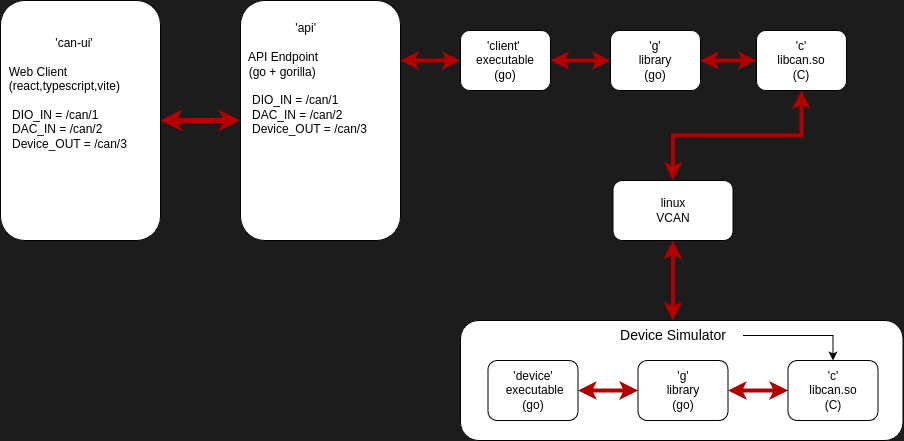 'can-ui'
Web Client
(react,typescript,vite)
DIO_IN = /can/1
DAC_IN = /can/2
Device_OUT = /can/3
'api'
API Endpoint
(go + gorilla)
DIO_IN = /can/1
DAC_IN = /can/2
Device_OUT = /can/3
'client'
executable
(go)
'g'
library
(go)
'c'
libcan.so
(C)
linux
VCAN
Device Simulator
'device'
executable
(go)
'g'
library
(go)
'c'
libcan.so
(C)